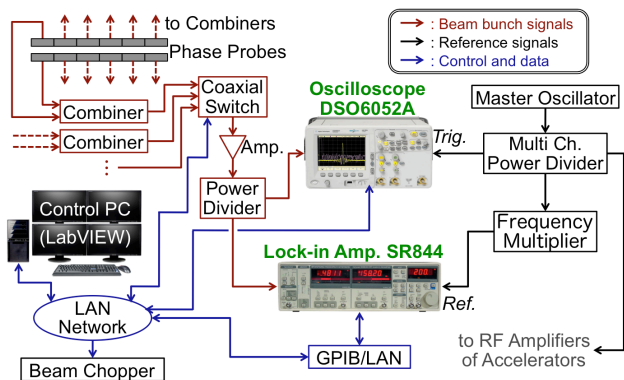 to Combiners
Phase Probes
: Beam bunch signals
: Reference signals
: Control and data
Combiner
Combiner
Coaxial
Switch
Amp.
Power
Divider
Oscilloscope
DSO6052A
Trig.
Master Oscillator
Multi Ch.
Power Divider
Frequency
Multiplier
Control PC
(LabVIEW)
Lock-in Amp. SR844
Ref.
LAN
Network
Beam Chopper
GPIB/LAN
to RF Amplifiers
of Accelerators